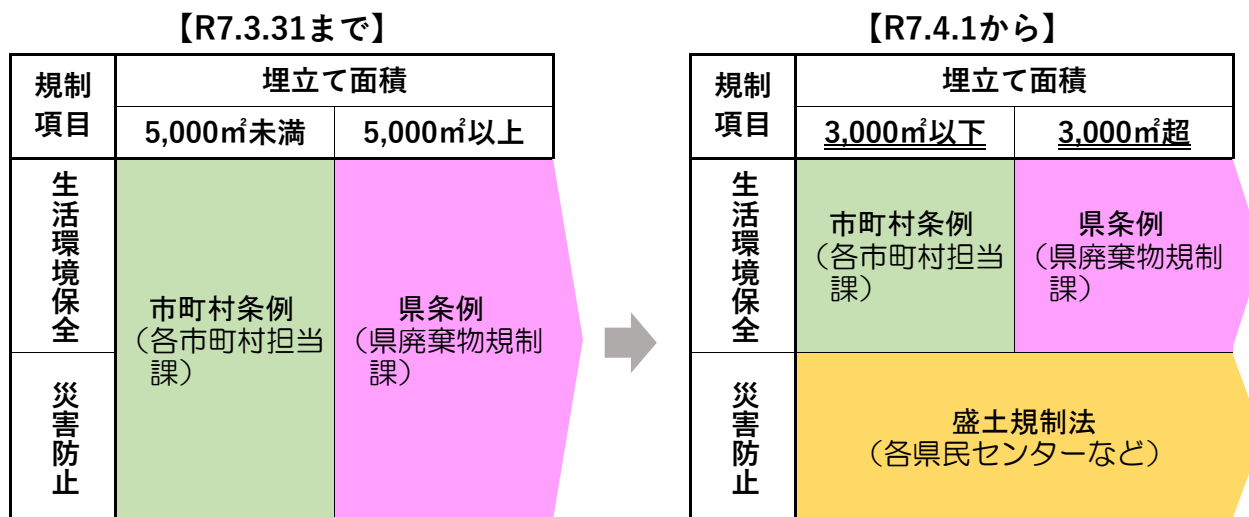 【R7.3.31まで】
規制
項目
埋立て面積
5,000㎡未満
5,000㎡以上
生活環境保全
災害防止
市町村条例
（各市町村担当
課）
県条例
（県廃棄物規制
課）
【R7.4.1から】
規制
項目
埋立て面積
3,000㎡以下
3,000㎡超
生活環境保全
市町村条例
（各市町村担当
課）
県条例
（県廃棄物規制
課）
災害防止
盛土規制法
（各県民センターなど）